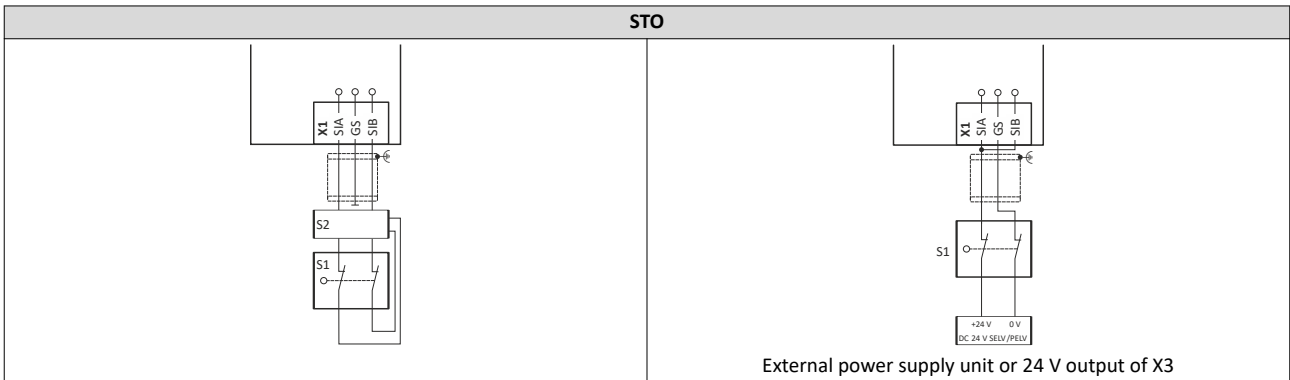 STO
X1
SIA
GS
SIB
S2
S1
X1
SIA
GS
SIB
S1
+24 V 0 V
DC 24 V SELV/PELV
External power supply unit or 24 V output of X3